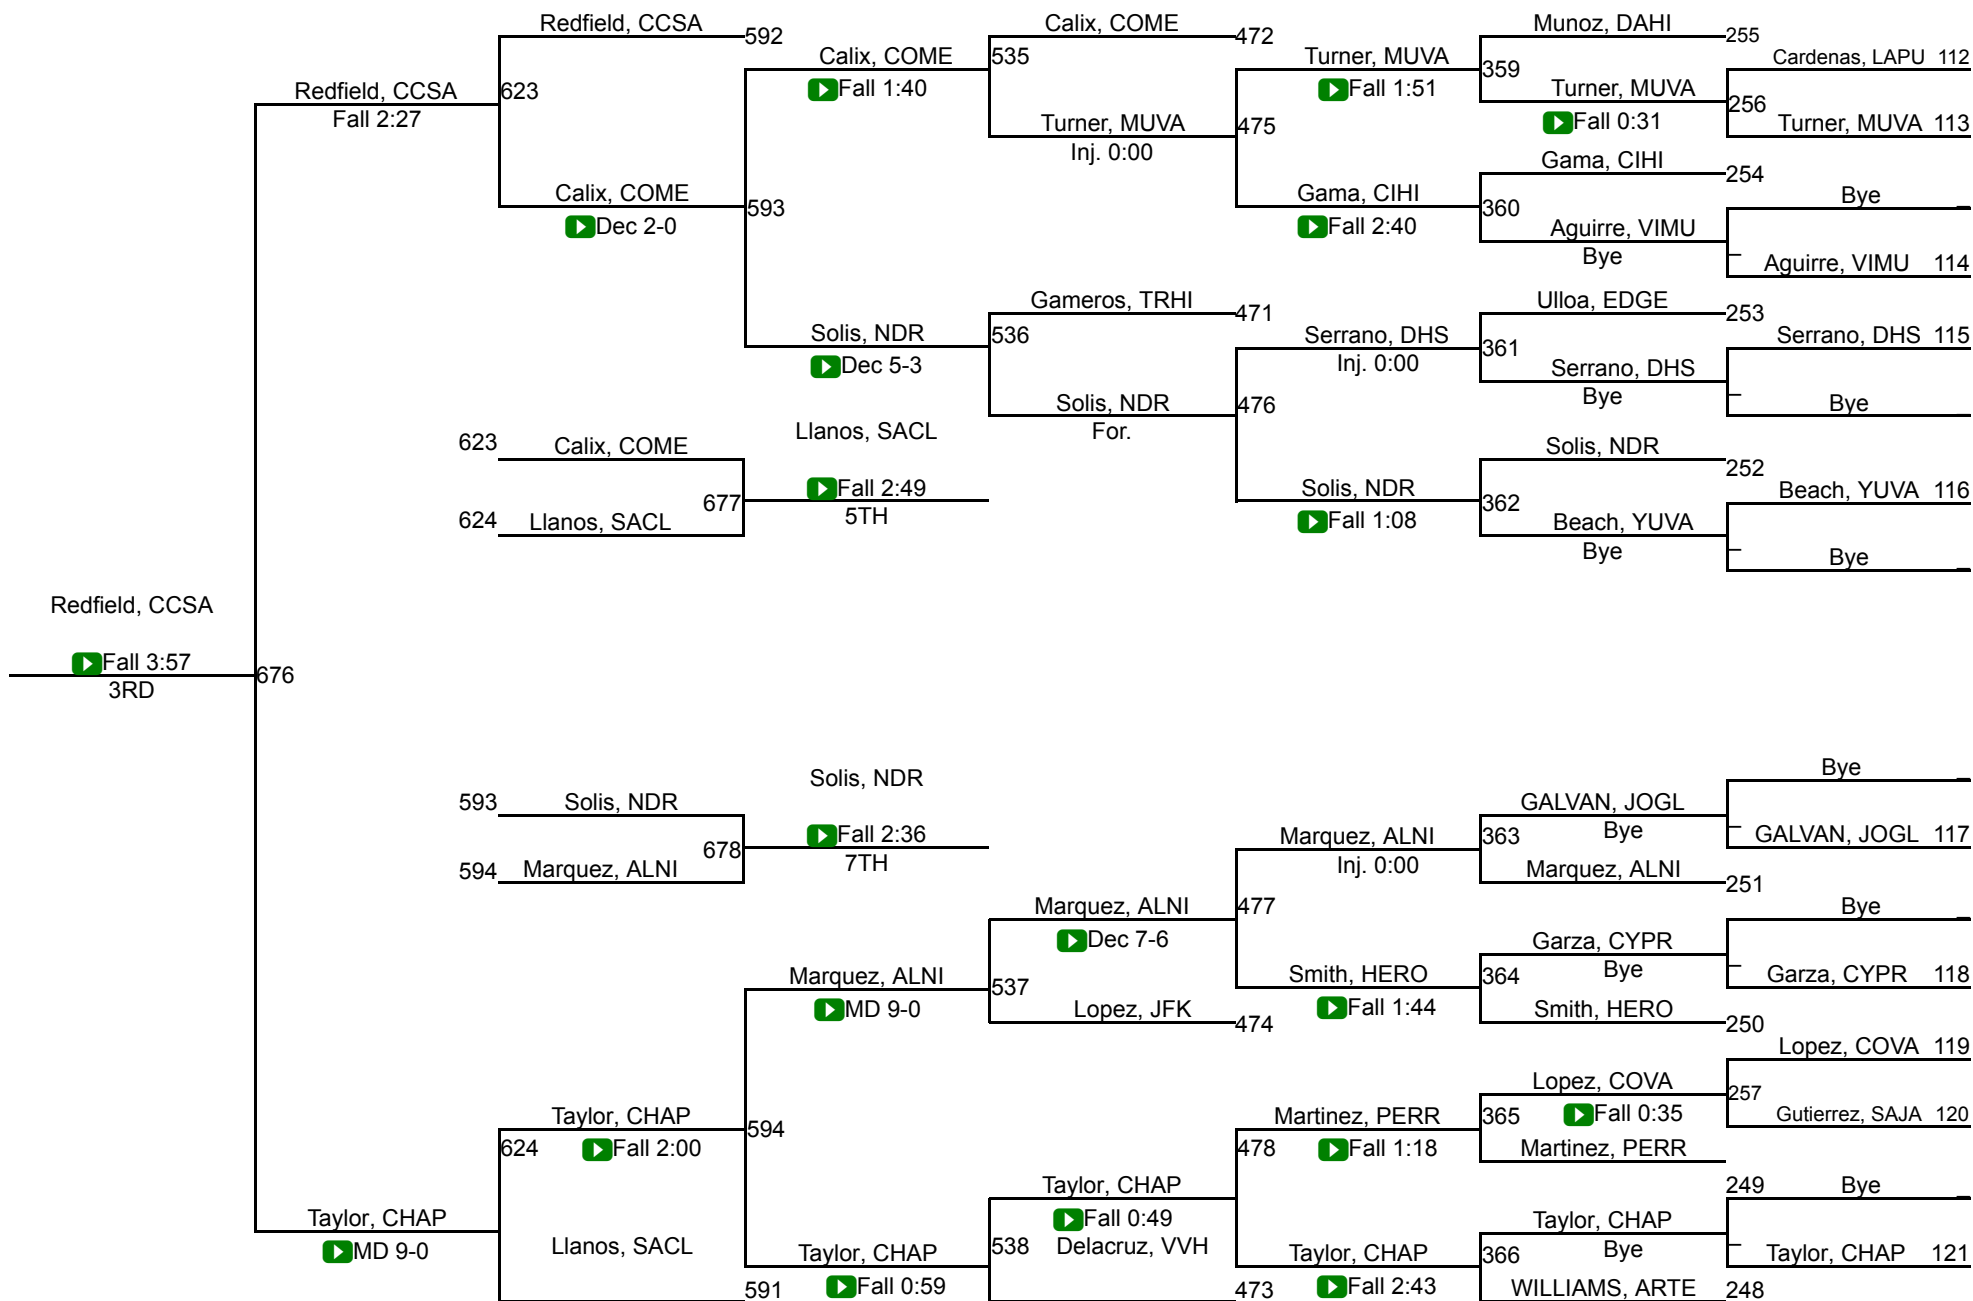 Redfield, CCSA
592
Calix, COME
472
Munoz, DAHI
255
Calix, COME
535
Turner, MUVA
359
Cardenas, LAPU 112
Fall 1:40
Fall 1:51
Turner, MUVA
256
Redfield, CCSA
623
Fall 2:27
Turner, MUVA
475
Fall 0:31
Turner, MUVA 113
Inj. 0:00
Gama, CIHI
254
Calix, COME
593
Gama, CIHI
360
Bye
Dec 2-0
Fall 2:40
Aguirre, VIMU
Bye
Aguirre, VIMU 114
Gameros, TRHI
471
Ulloa, EDGE
253
Solis, NDR
536
Serrano, DHS
361
Serrano, DHS 115
Dec 5-3
Inj. 0:00
Serrano, DHS
Bye
Solis, NDR
476
Bye
For.
Llanos, SACL
623
Calix, COME
Solis, NDR
252
677
Fall 2:49
Solis, NDR
362
Beach, YUVA 116
5TH
Fall 1:08
624
Llanos, SACL
Beach, YUVA
Bye
Bye
Redfield, CCSA
Fall 3:57
676
3RD
Solis, NDR
Bye
593
Solis, NDR
GALVAN, JOGL
Bye
678
Fall 2:36
Marquez, ALNI
363
GALVAN, JOGL 117
7TH
Inj. 0:00
594
Marquez, ALNI
Marquez, ALNI
251
Marquez, ALNI
477
Bye
Dec 7-6
Garza, CYPR
Bye
Marquez, ALNI
537
Smith, HERO
364
Garza, CYPR 118
MD 9-0
Lopez, JFK
474
Fall 1:44
Smith, HERO
250
Lopez, COVA 119
Lopez, COVA
257
Taylor, CHAP
594
Martinez, PERR
365
Fall 0:35
Gutierrez, SAJA 120
624
Fall 2:00
478
Fall 1:18
Martinez, PERR
249
Taylor, CHAP
Bye
Taylor, CHAP
Fall 0:49
Taylor, CHAP
MD 9-0
Llanos, SACL
Taylor, CHAP
538
Delacruz, VVH
Taylor, CHAP
366
Bye
Taylor, CHAP 121
591
Fall 0:59
473
Fall 2:43
WILLIAMS, ARTE
248